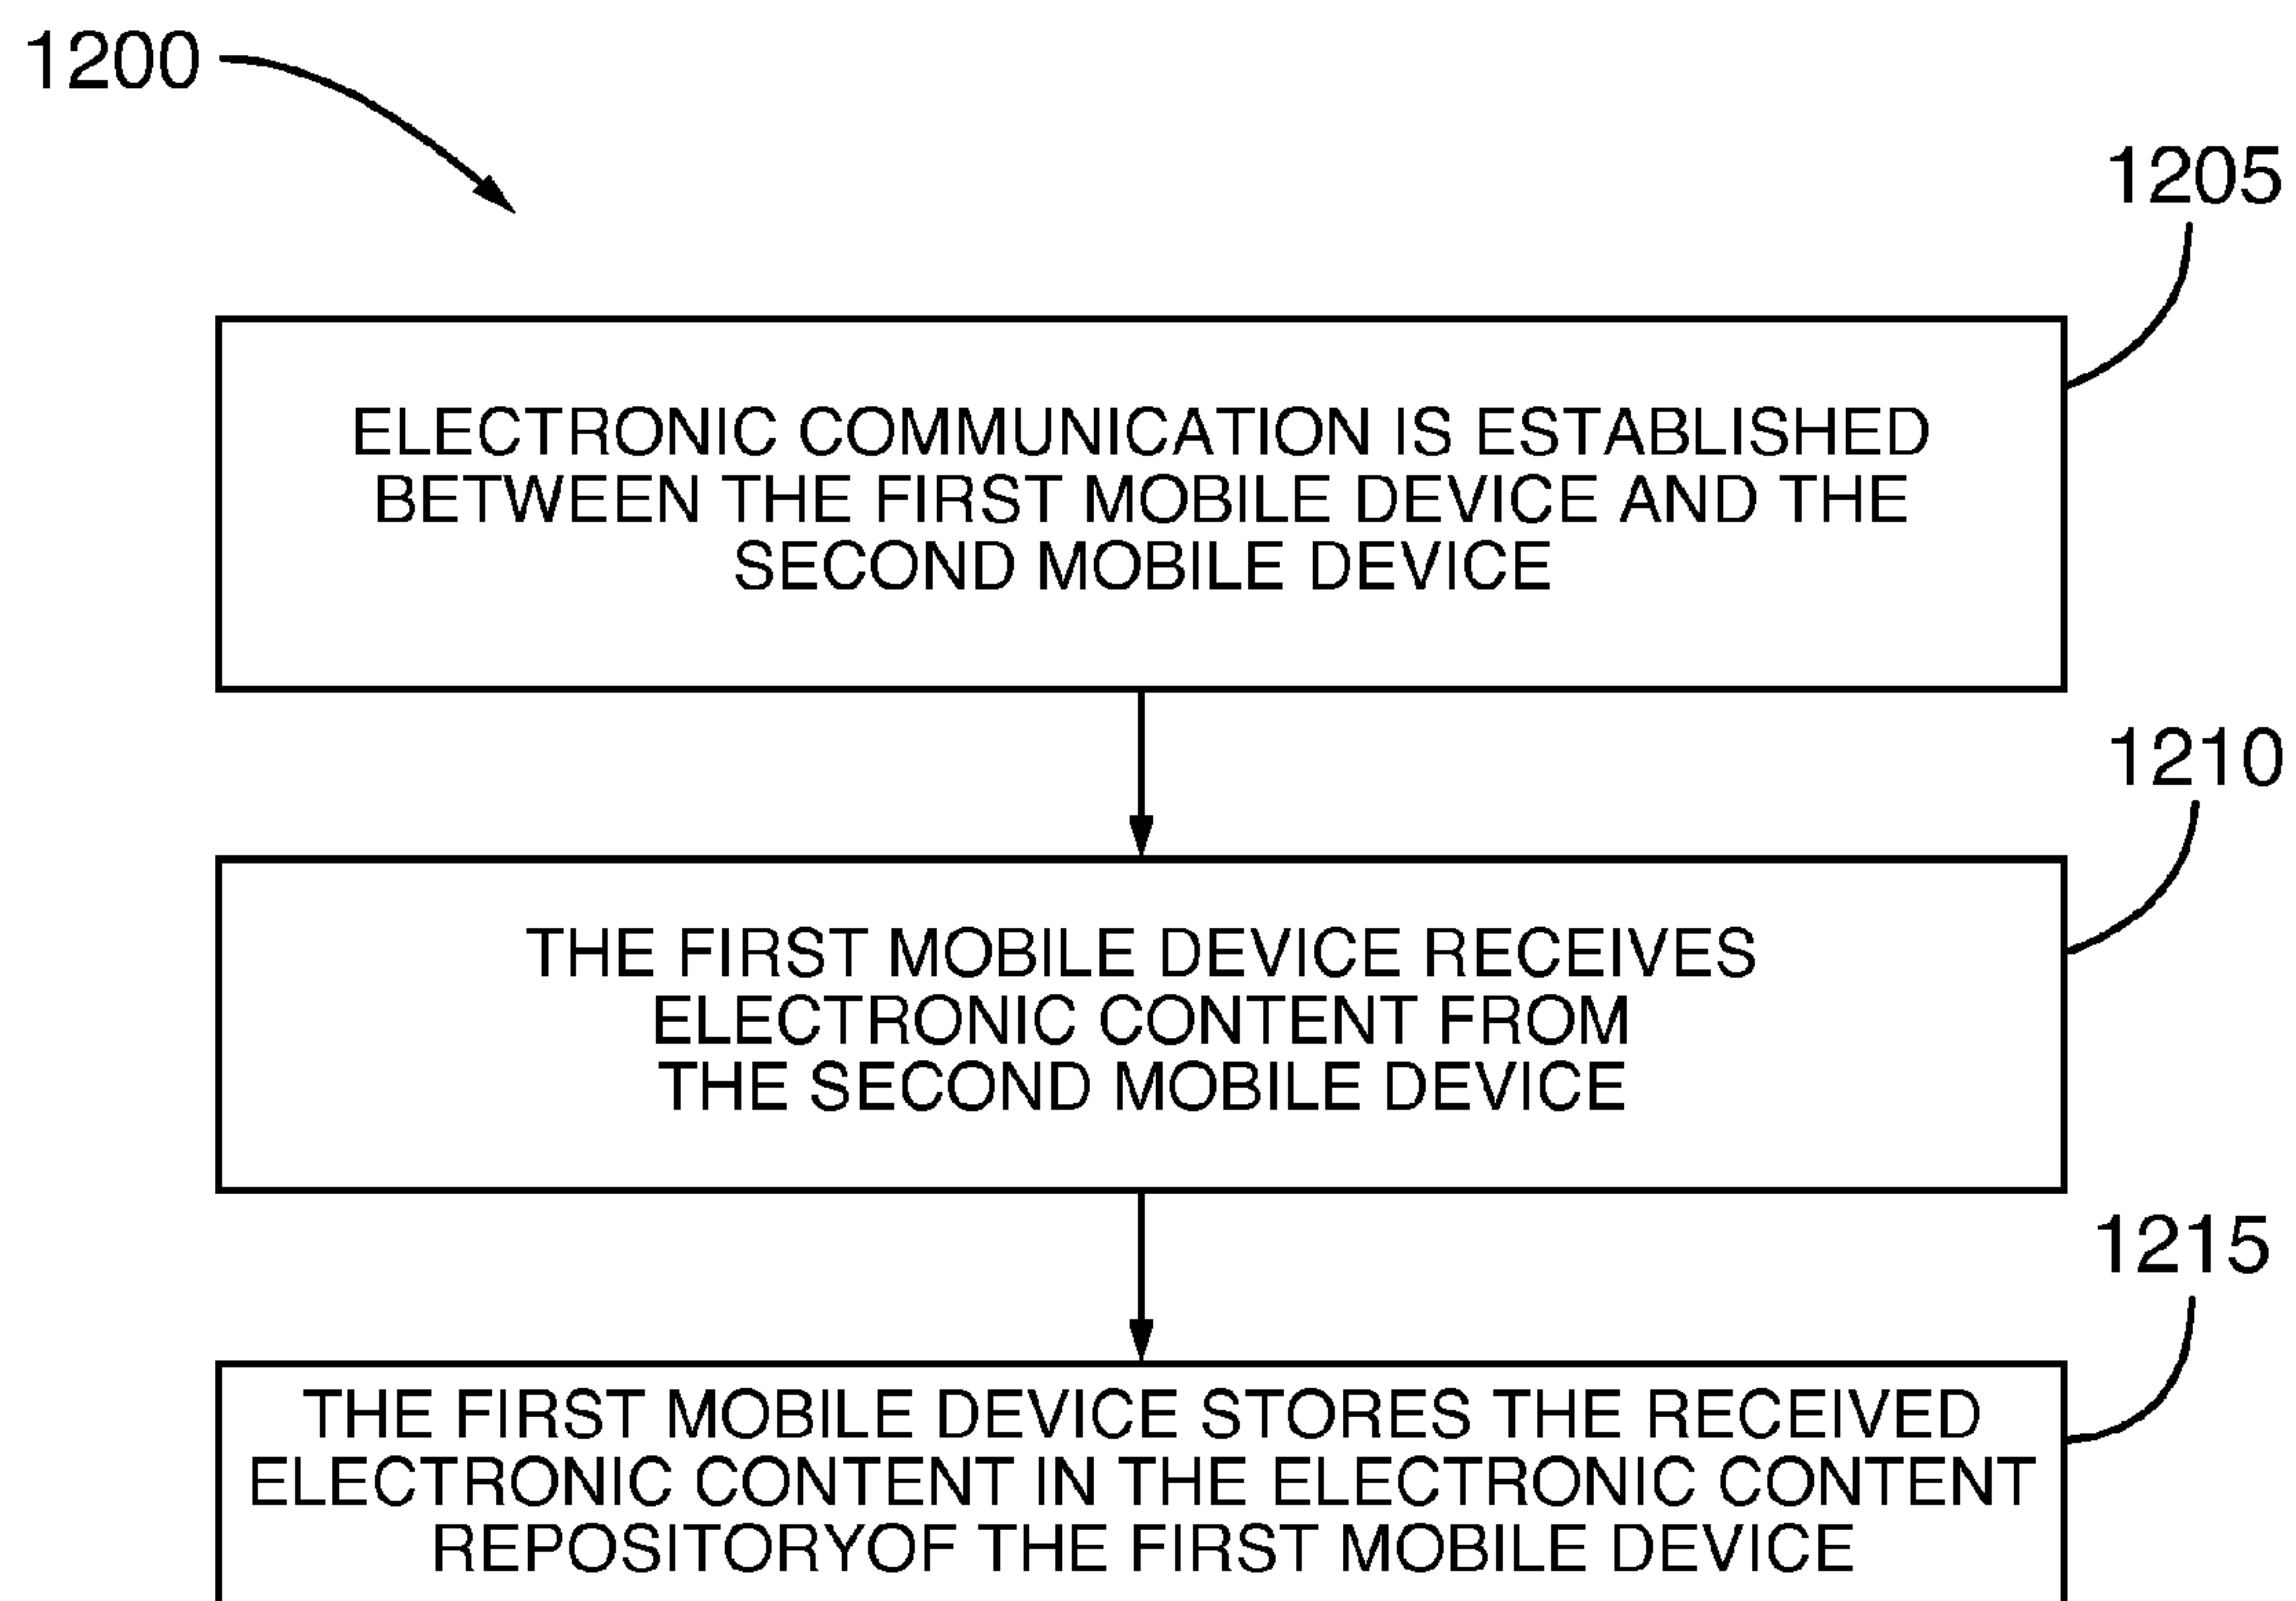 1200
1205
ELECTRONIC COMMUNICATION IS ESTABLISHED
BETWEEN THE FIRST MOBILE DEVICE AND THE
SECOND MOBILE DEVICE
1210
THE FIRST MOBILE DEVICE RECEIVES
ELECTRONIC CONTENT FROM
THE SECOND MOBILE DEVICE
1215
THE FIRST MOBILE DEVICE STORES THE RECEIVED
ELECTRONIC CONTENT IN THE ELECTRONIC CONTENT
REPOSITORYOF THE FIRST MOBILE DEVICE